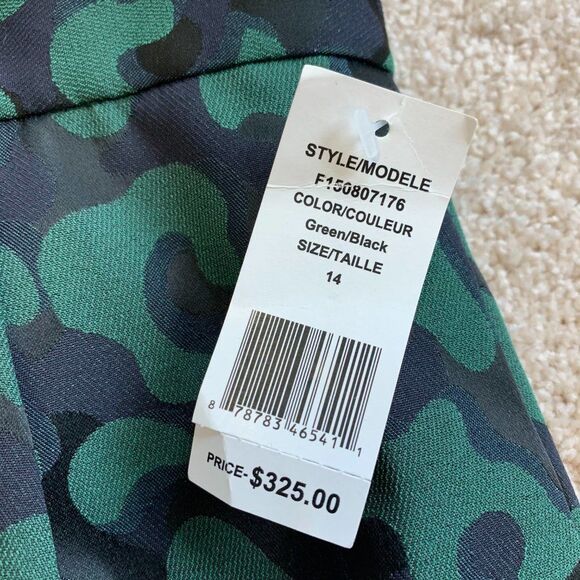 STYLE/MODELE
F150807176
COLOR/COULEUR
Green/Black
SIZE/TAILLE
14
8 78783 46541 1
PRICE- $325.00